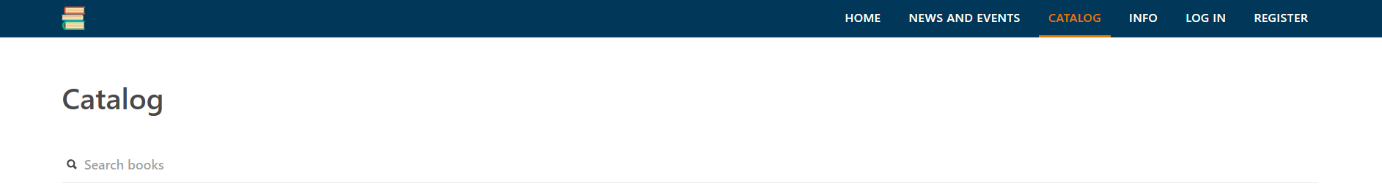 HOME NEWS AND EVENTS CATALOG INFO LOG IN REGISTER
Catalog
Search books